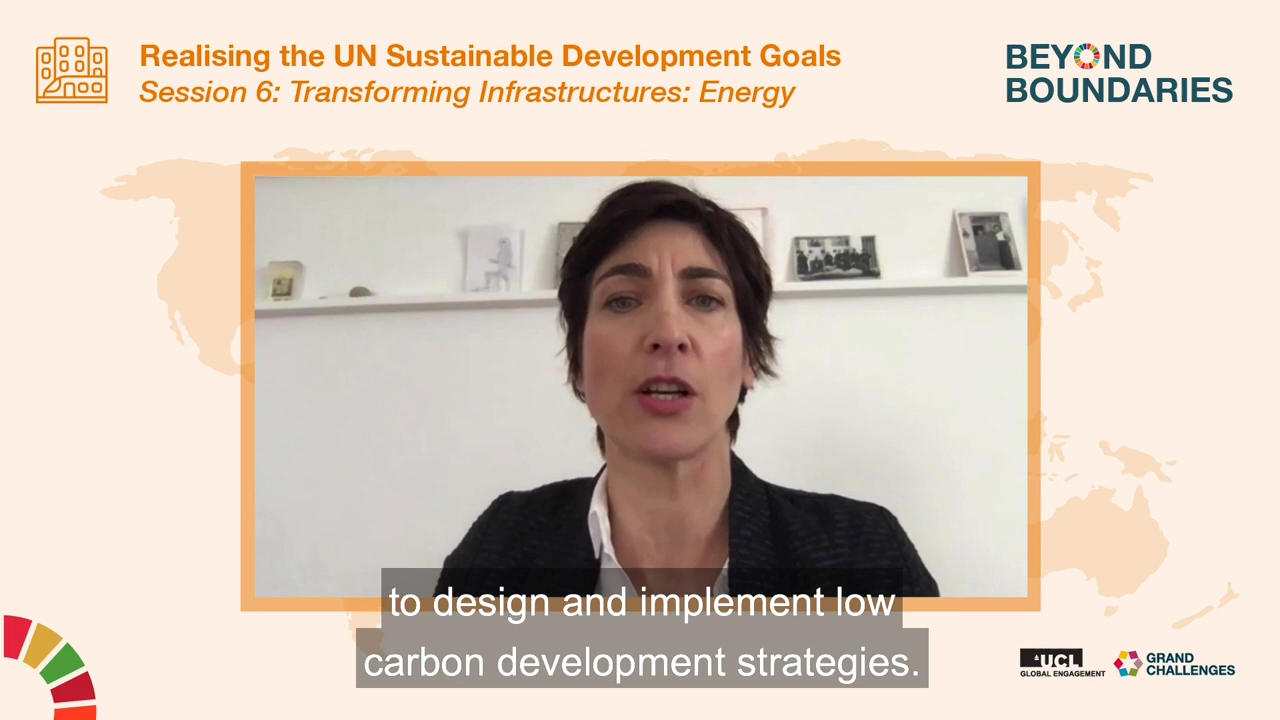 Realising the UN Sustainable Development Goals
Session 6: Transforming Infrastructures: Energy
BEYOND
BOUNDARIES
to design and implement low
carbon development strategies.
UCL
GLOBAL ENGAGEMENT
GRAND
CHALLENGES